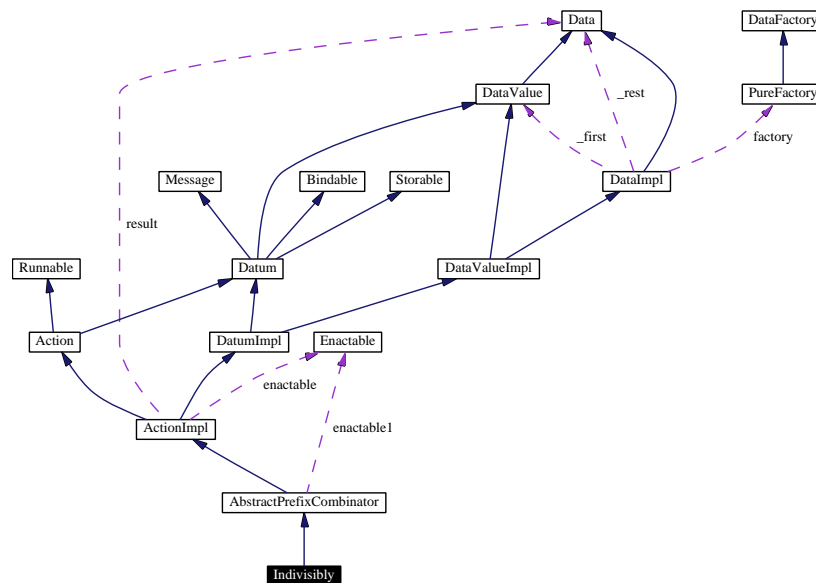 Data
DataFactory
DataValue
_rest
PureFactory
_first
factory
Message
Bindable
Storable
DataImpl
result
Runnable
Datum
DataValueImpl
Action
DatumImpl
Enactable
enactable
ActionImpl
enactable1
AbstractPrefixCombinator
Indivisibly